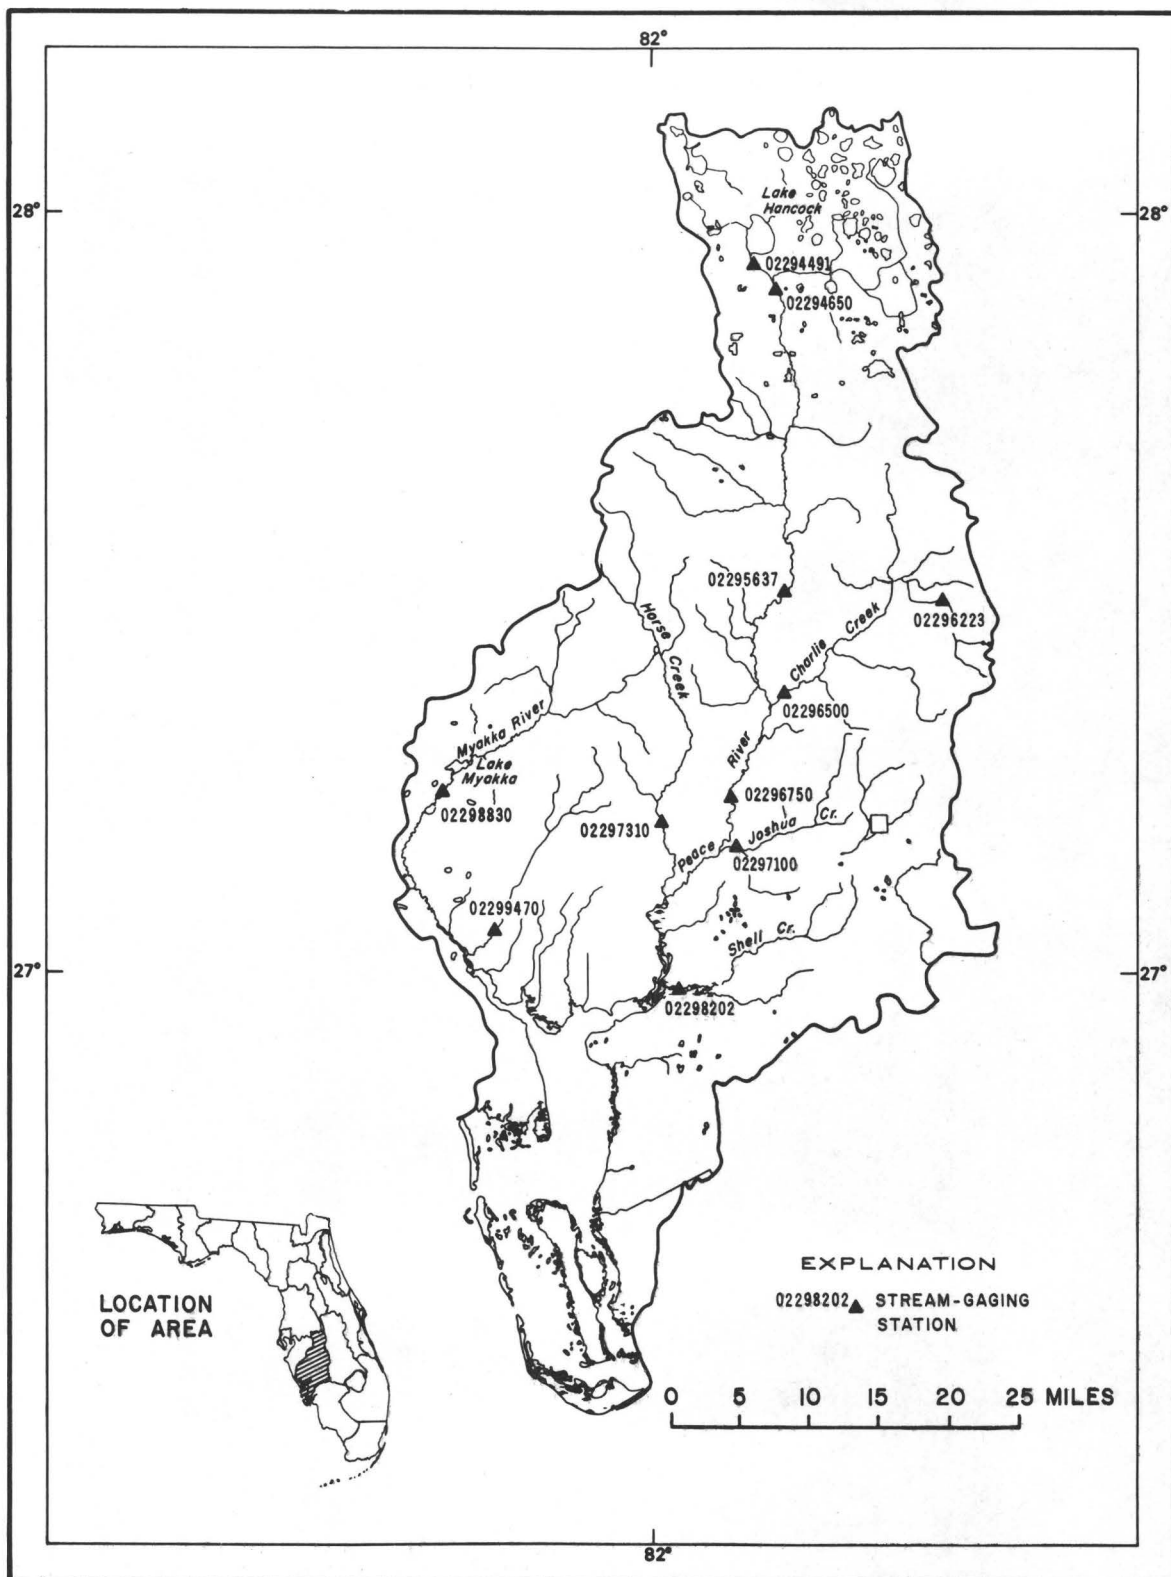 82°
28°
28°
Lake
Hancock
02294491
02294650
02295637
02296223
Horse
Creek
Charlie Creek
02296500
Myakka River
Lake
Myakka
02298830
River
02296750
02297310
Joshua Cr.
Peace
02297100
02299470
Shell Cr.
27°
27°
02298202
LOCATION
OF AREA
EXPLANATION
02298202 STREAM-GAGING
STATION
0 5 10 15 20 25 MILES
82°